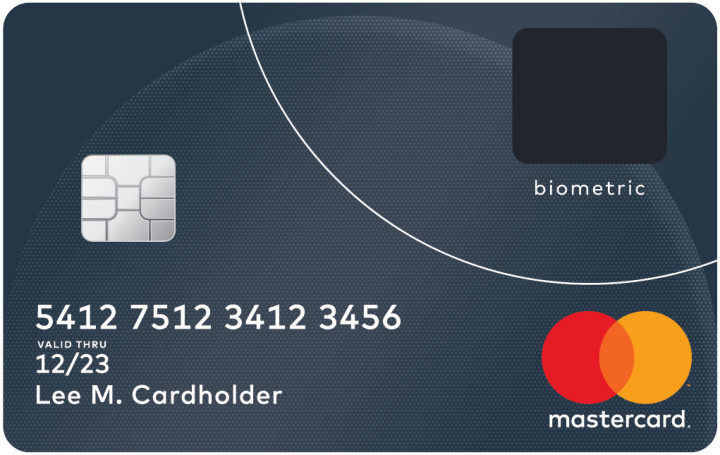 biometric
5412 7512 3412 3456
VALID THRU
12/23
Lee M. Cardholder
mastercard.